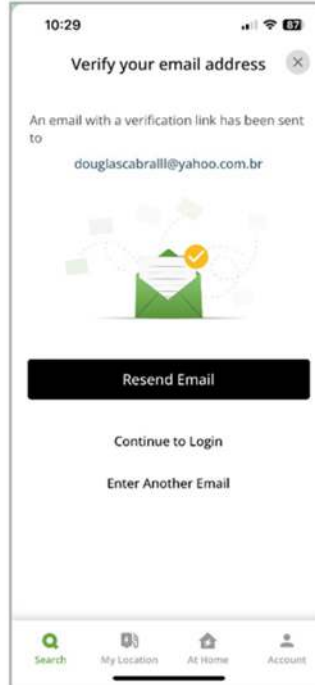 10:29
87
Verify your email address
An email with a verification link has been sent
to
douglascabralll@yahoo.com.br
Resend Email
Continue to Login
Enter Another Email
Search My Location At Home Account